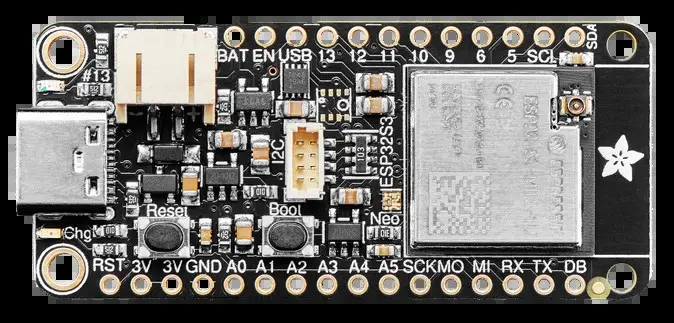 BAT EN USB 13 12 11 10 9 6 5 SCL SDA
#13
I2C
ESP32S3
103
Reset
Boot
Neo
Chg
RST 3V 3V GND A0 A1 A2 A3 A4 A5 SCK MO MI RX TX DB